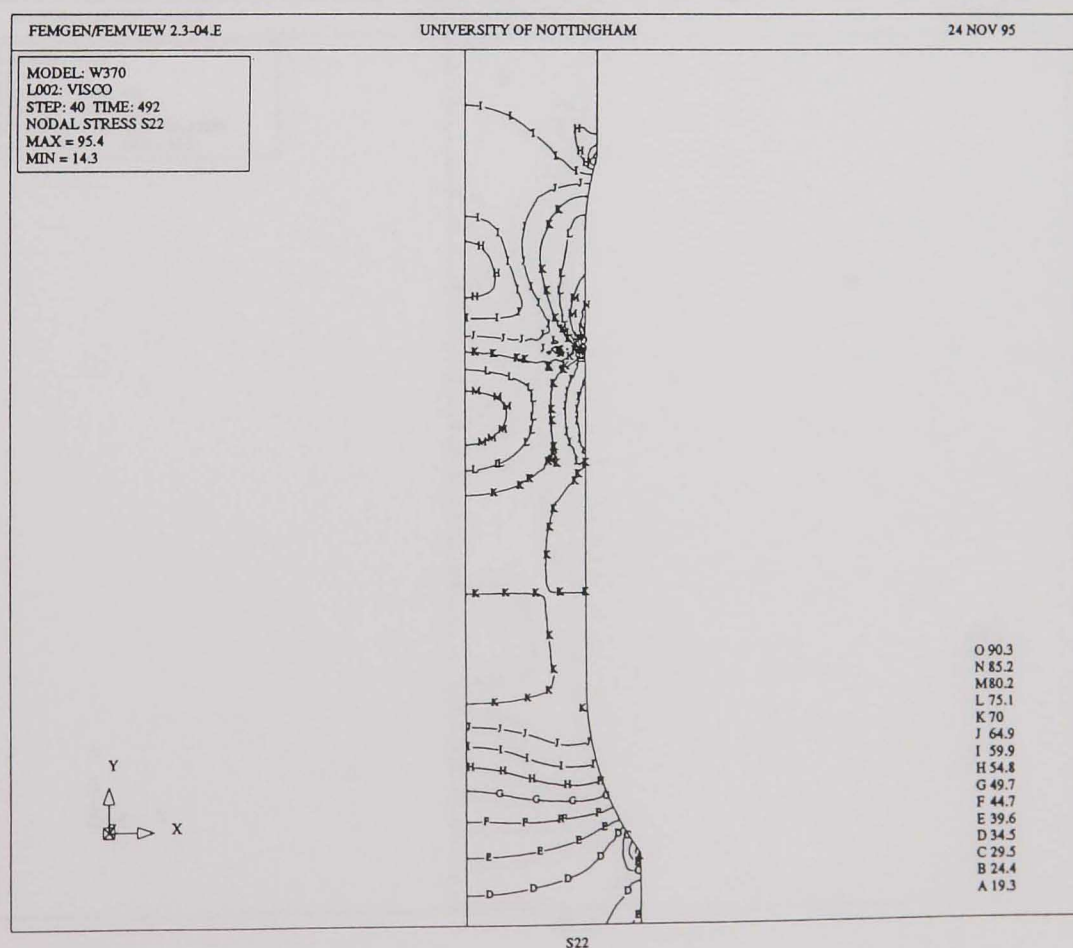 FEMGEN/FEMVIEW 2.3-04.E UNIVERSITY OF NOTTINGHAM 24 NOV 95
MODEL: W370
L002: VISCO
STEP: 40 TIME: 492
NODAL STRESS S22
MAX = 95.4
MIN = 14.3
O 90.3
N 85.2
M80.2
L 75.1
K 70
J 64.9
I 59.9
H 54.8
G 49.7
F 44.7
E 39.6
D 34.5
C 29.5
B 24.4
A 19.3
Y
X
S22